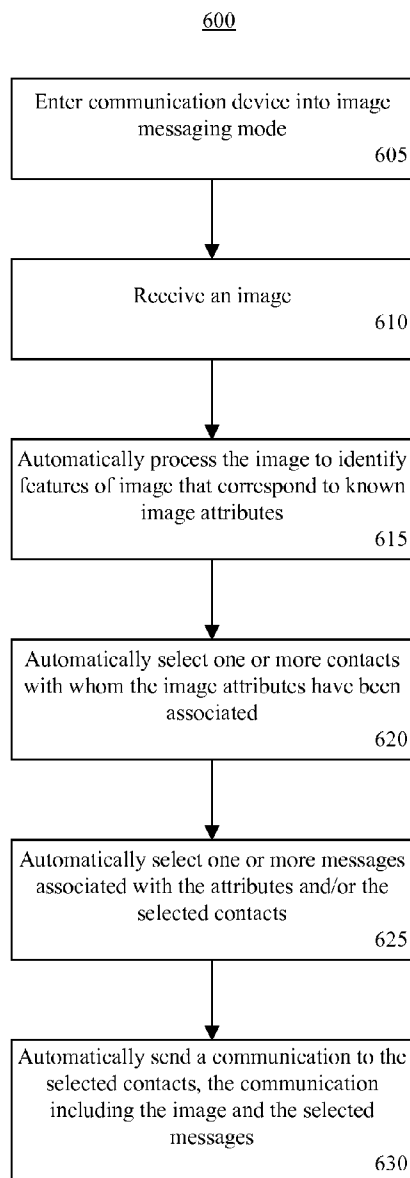 600
Enter communication device into image
messaging mode
605
Receive an image
610
Automatically process the image to identify
features of image that correspond to known
image attributes
615
Automatically select one or more contacts
with whom the image attributes have been
associated
620
Automatically select one or more messages
associated with the attributes and/or the
selected contacts
625
Automatically send a communication to the
selected contacts, the communication
including the image and the selected
messages
630